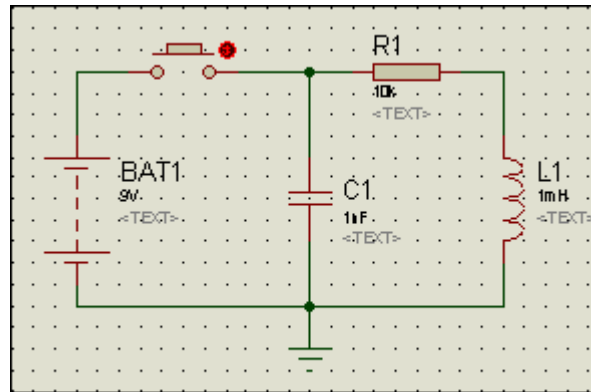 R1
10k
<TEXT>
BAT1
9V
<TEXT>
C1
1nF
<TEXT>
L1
1mH
<TEXT>